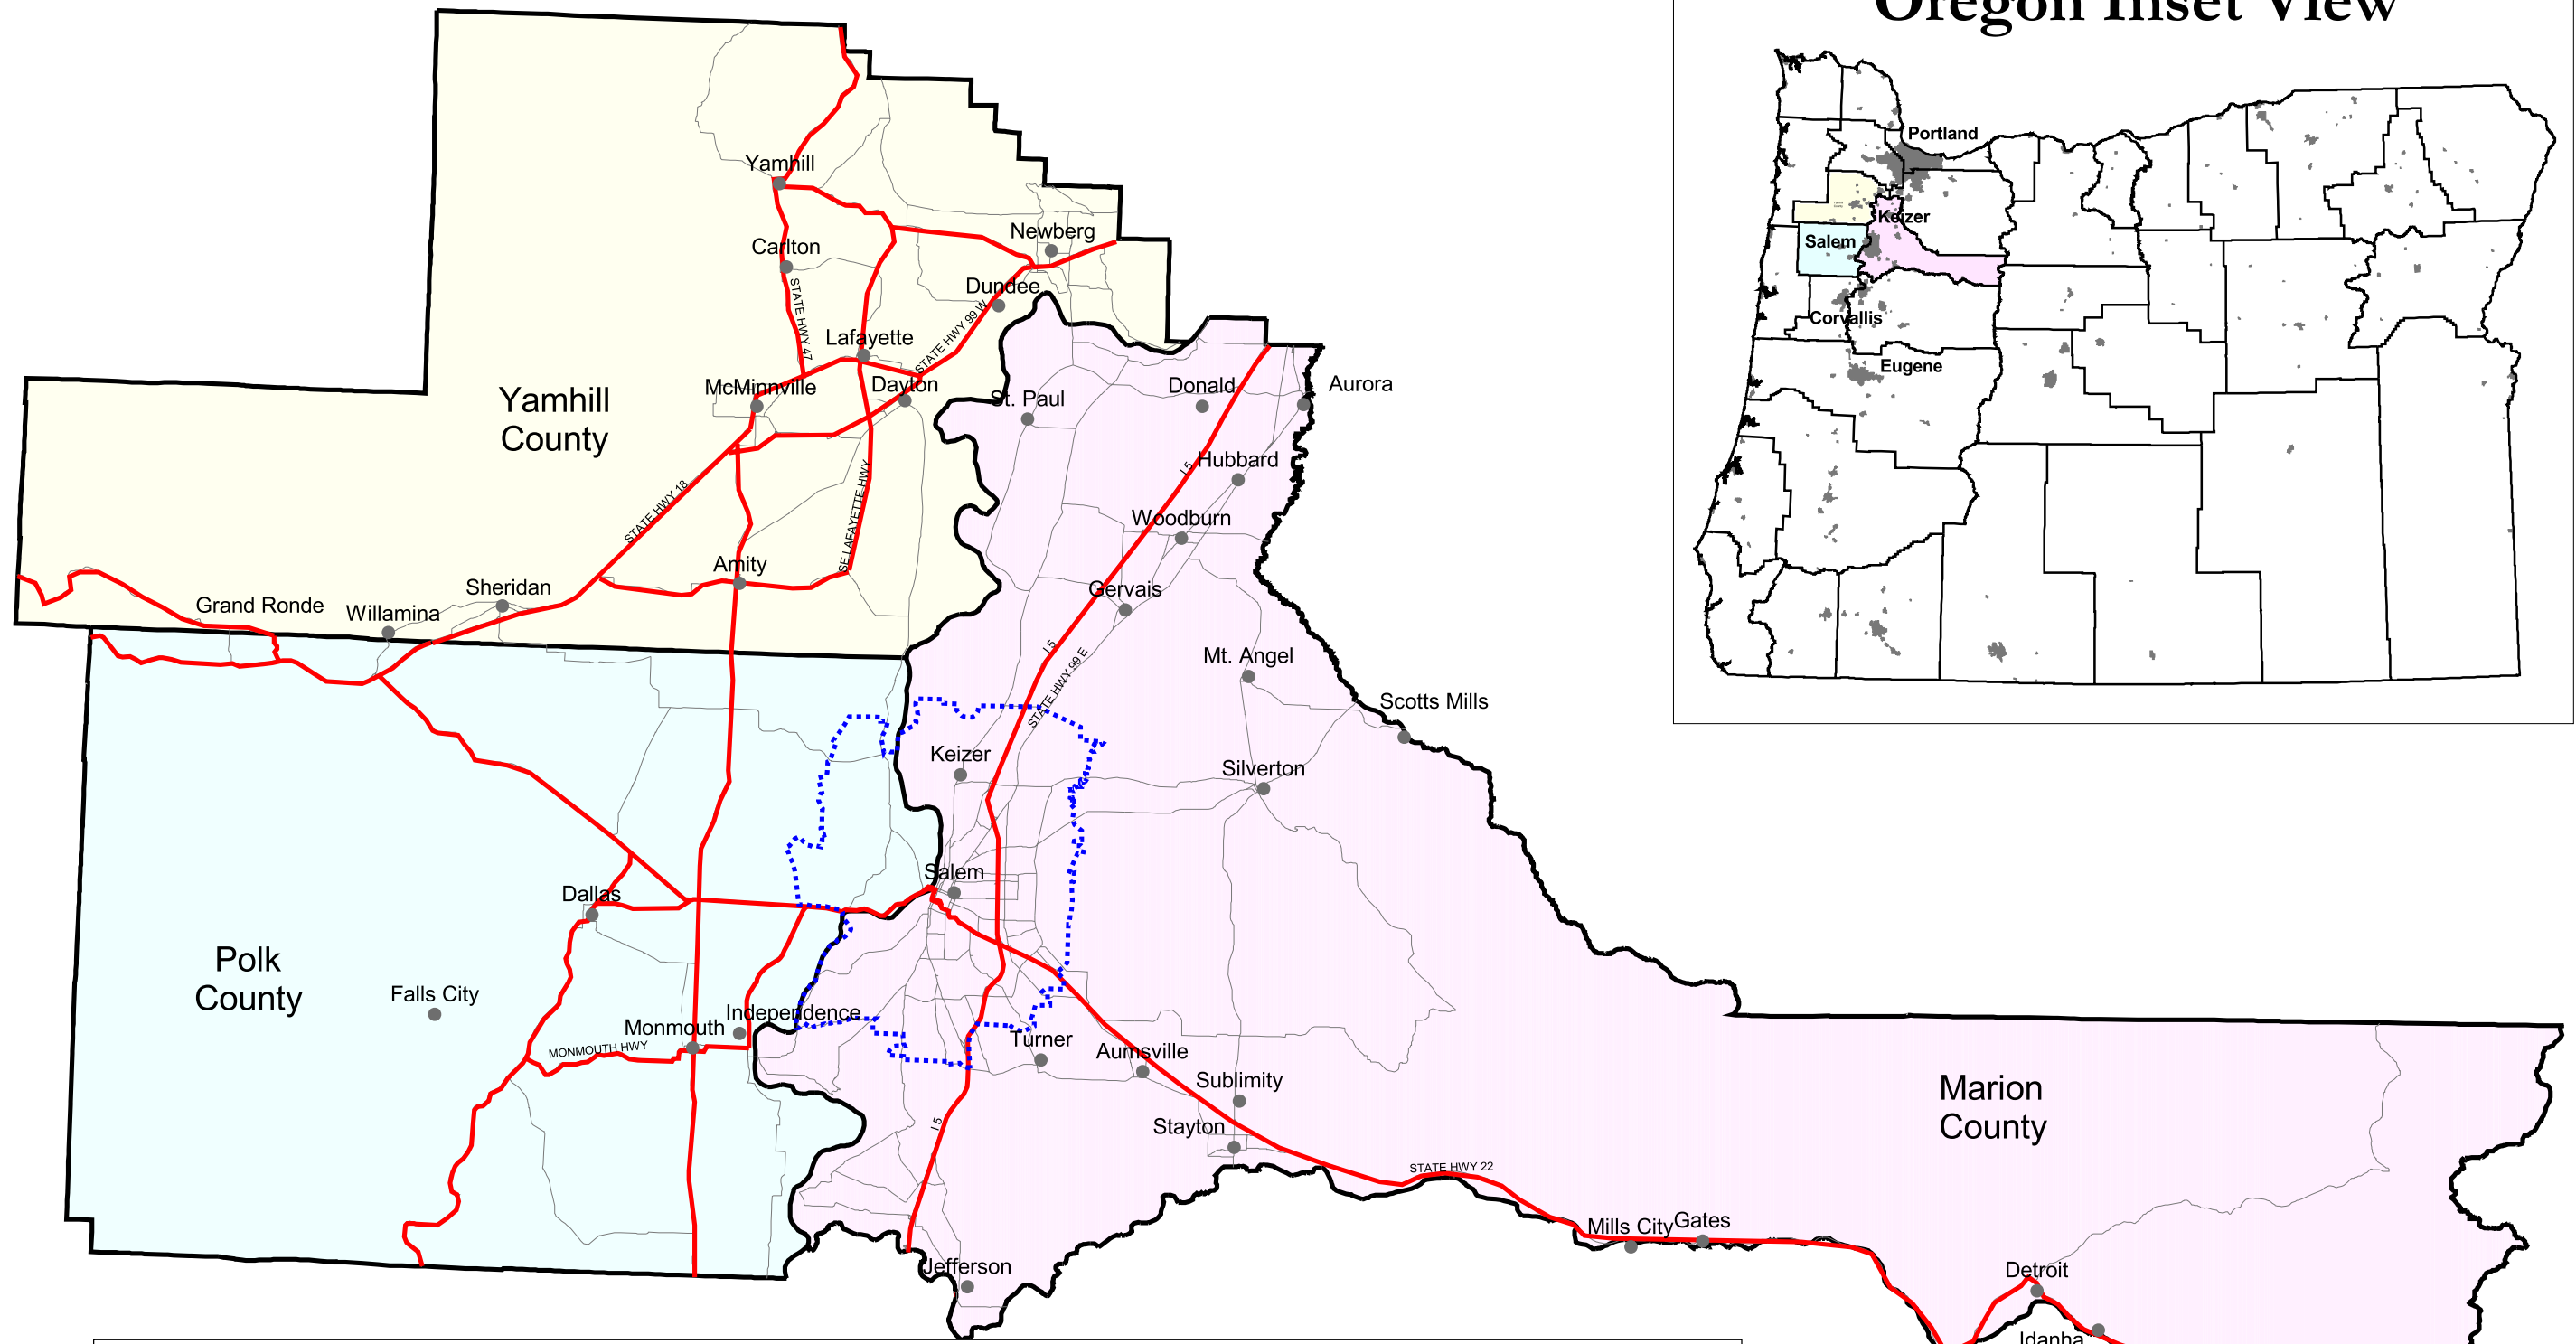 Oregon Inset View
Portland
Keizer
Salem
Corvallis
Eugene
Yamhill
Carlton
Newberg
Dundee
STATE HWY 47
STATE HWY 99 W
Lafayette
McMinnville
Dayton
Yamhill
County
St. Paul
Donald
Aurora
Hubbard
I 5
STATE HWY 18
SE LAFAYETTE HWY
Woodburn
Amity
Sheridan
Grand Ronde
Willamina
Gervais
I 5
STATE HWY 99 E
Mt. Angel
Scotts Mills
Keizer
Silverton
Salem
Dallas
Polk
County
Falls City
Independence
Monmouth
MONMOUTH HWY
Turner
Aumsville
Sublimity
Stayton
I 5
Marion
County
STATE HWY 22
Mills City
Gates
Jefferson
Detroit
Idanha